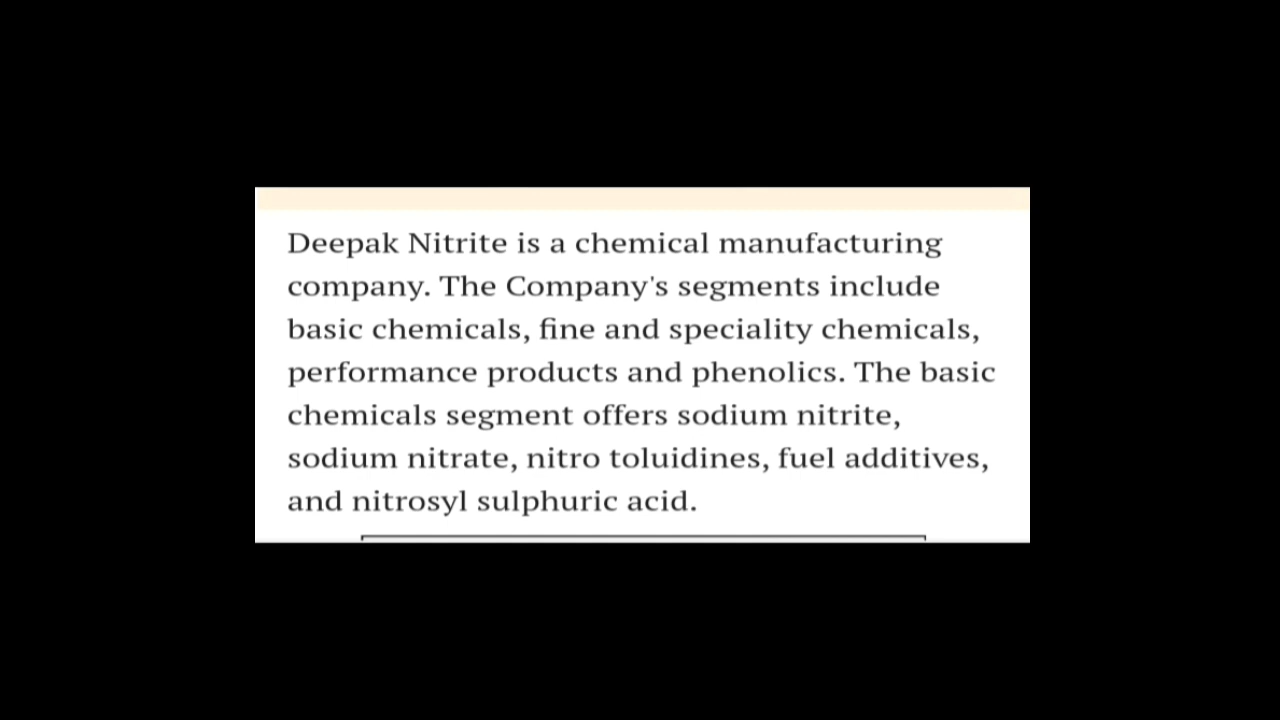 Deepak Nitrite is a chemical manufacturing
company. The Company's segments include
basic chemicals, fine and speciality chemicals,
performance products and phenolics. The basic
chemicals segment offers sodium nitrite,
sodium nitrate, nitro toluidines, fuel additives,
and nitrosyl sulphuric acid.